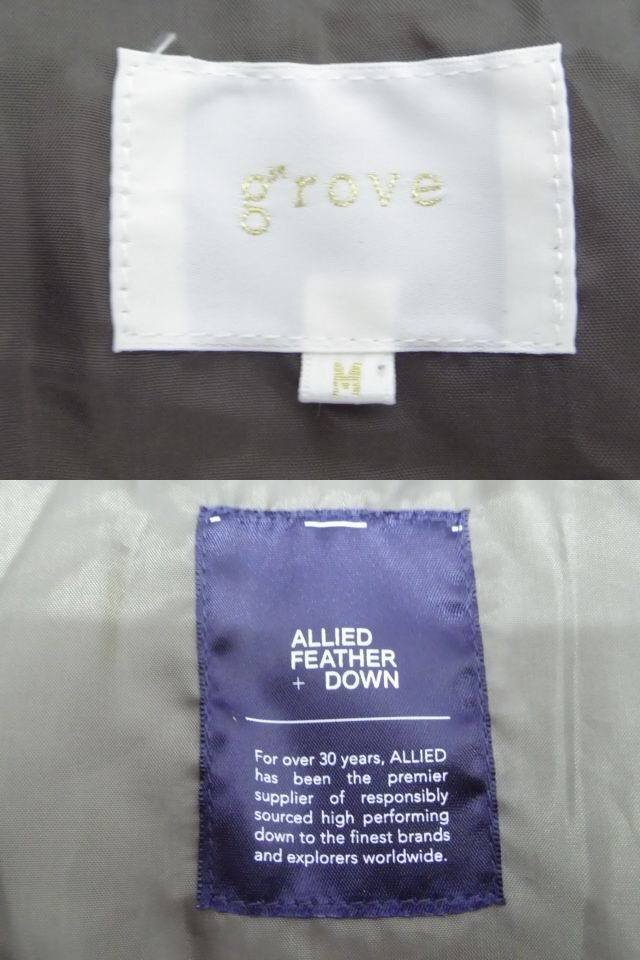 grove
M
ALLIED
FEATHER
+ DOWN
For over 30 years, ALLIED
has been the premier
supplier of responsibly
sourced high performing
down to the finest brands
and explorers worldwide.